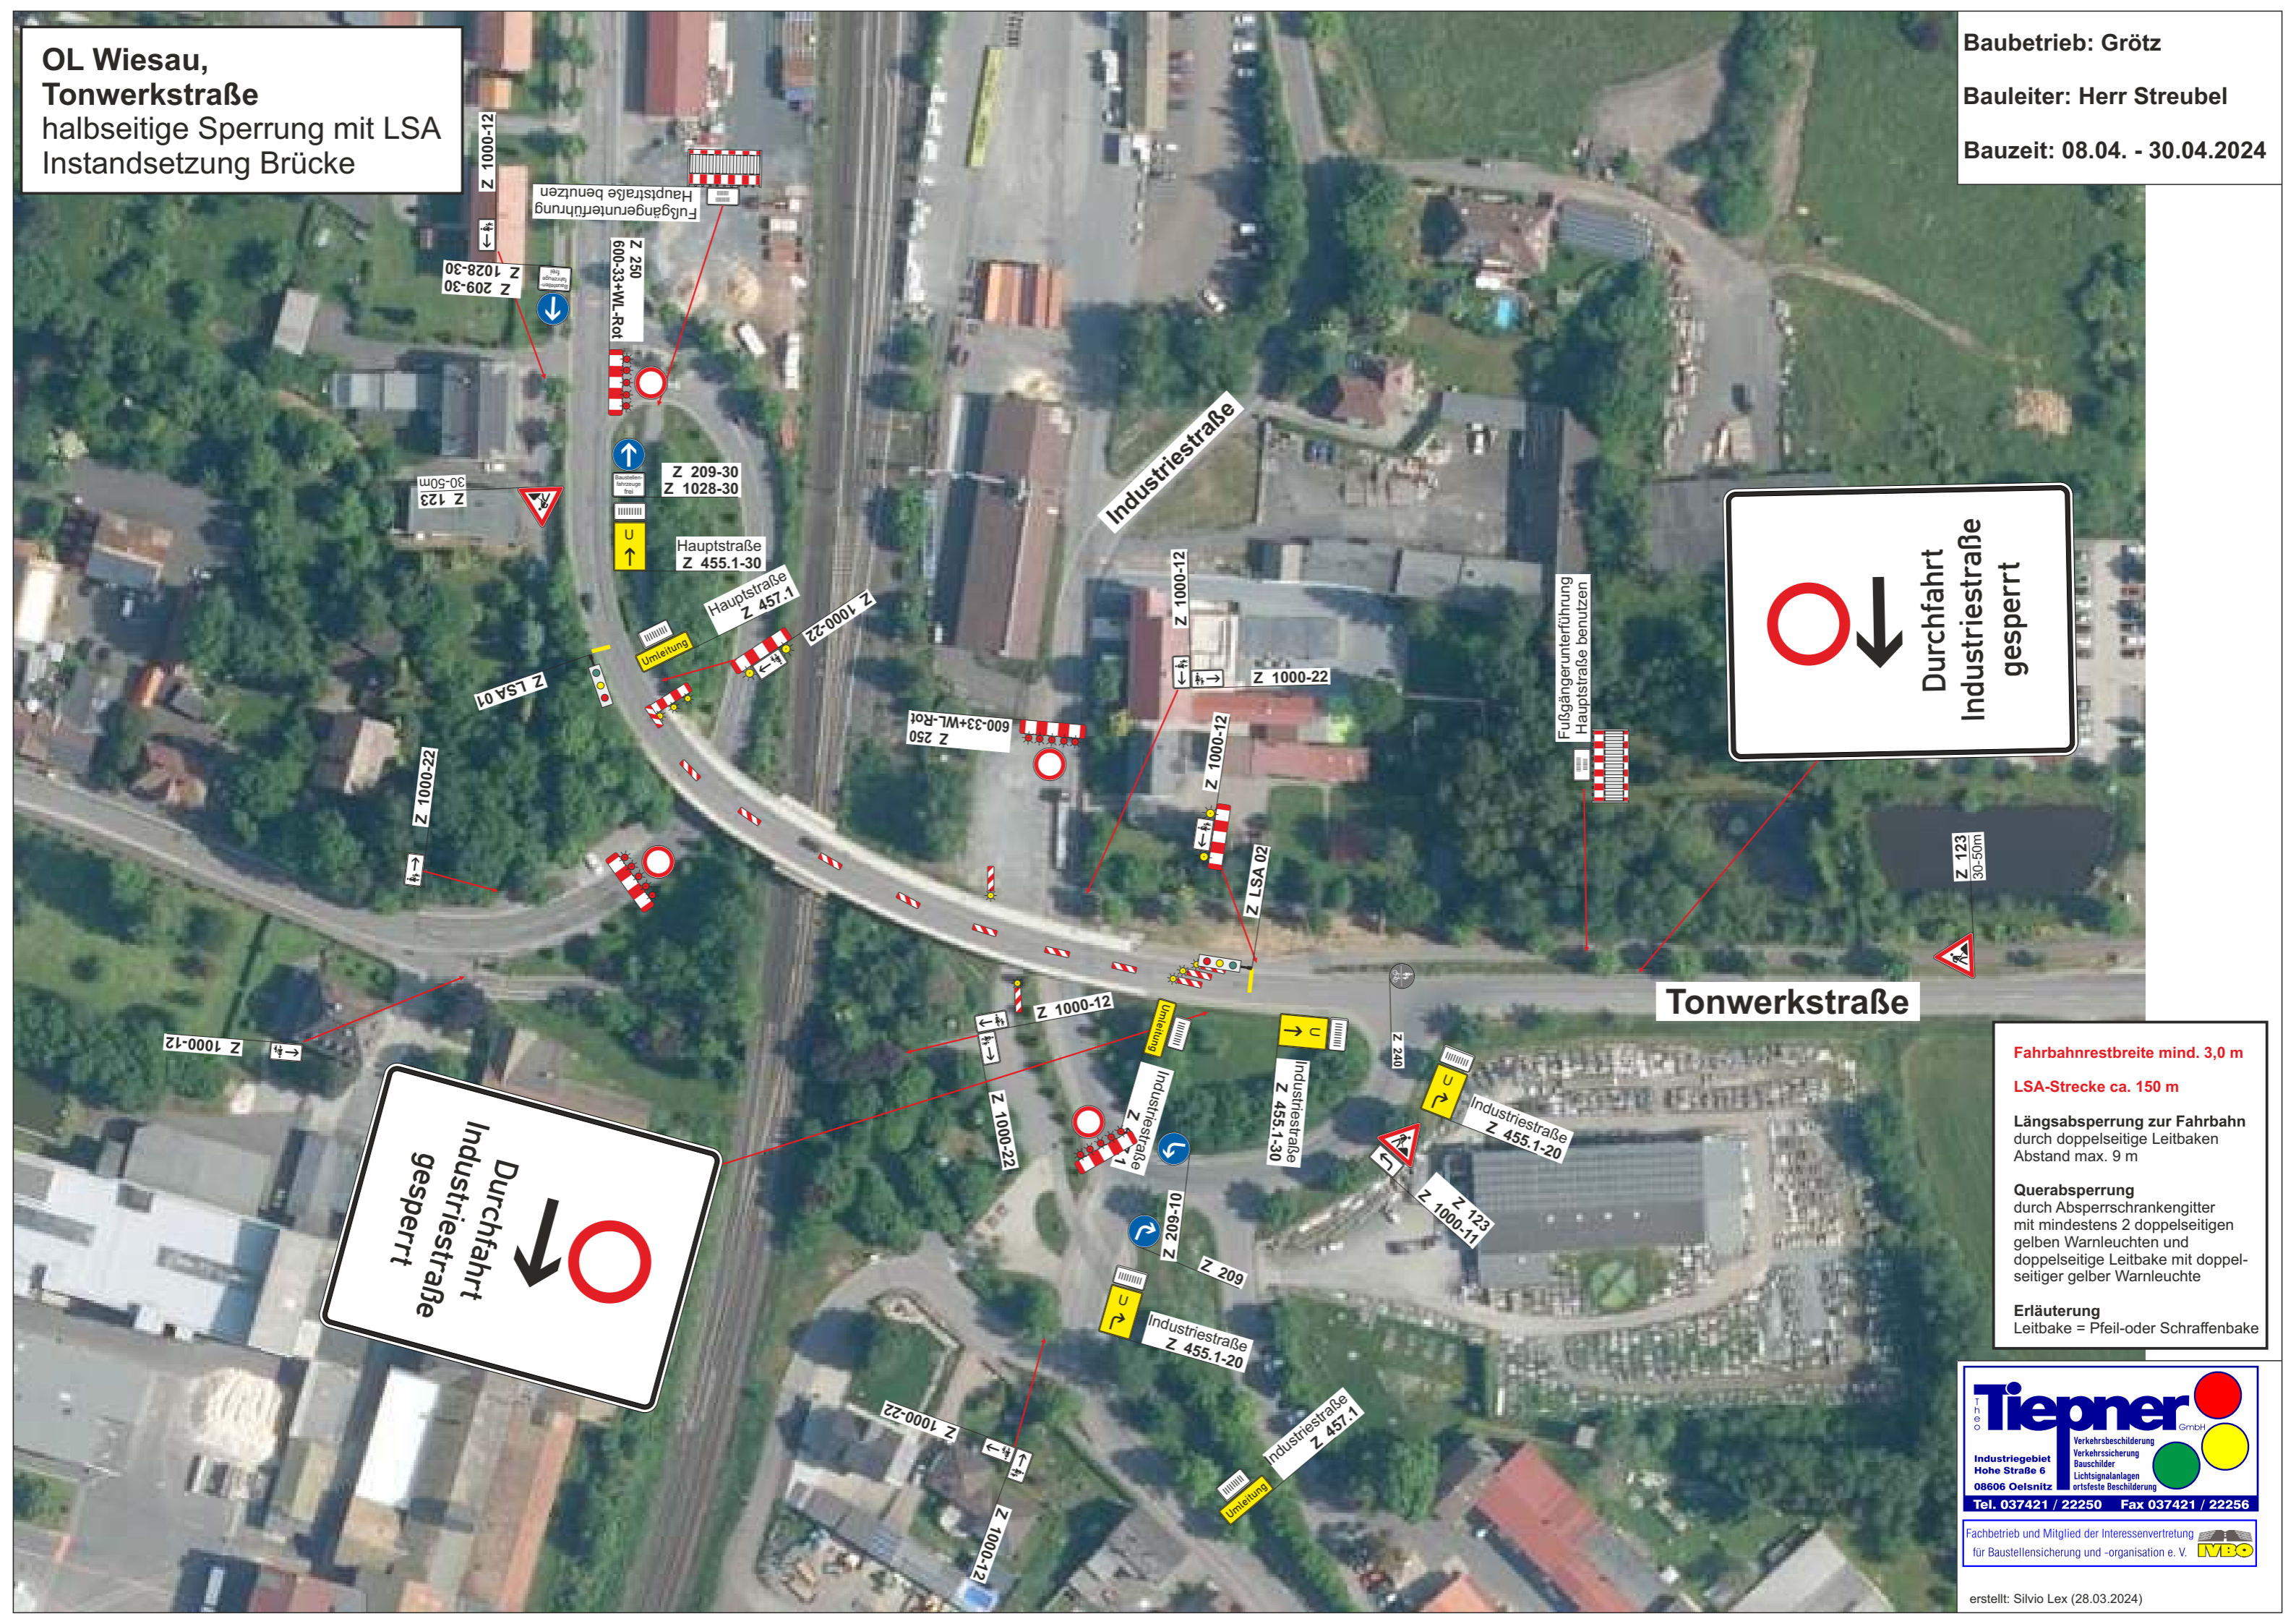 OL Wiesau,
Tonwerkstraße
halbseitige Sperrung mit LSA
Instandsetzung Brücke
Baubetrieb: Grötz
Bauleiter: Herr Streubel
Bauzeit: 08.04. - 30.04.2024
Z 1000-12
Fußgängerunterführung
Hauptstraße benutzen
Z 209-30
Z 1028-30
Baustellen-
fahrzeuge
frei
Z 250
600-33+WL-Rot
Z 209-30
Z 1028-30
Baustellen-
fahrzeuge
frei
Z 123
30-50m
U
Hauptstraße
Z 455.1-30
Hauptstraße
Z 457.1
Umleitung
Z 1000-22
Z LSA 01
Z 1000-22
Z 1000-12
Industriestraße
Z 250
600-33+WL-Rot
Z 1000-12
Z 1000-22
Z 1000-12
Z LSA 02
Fußgängerunterführung
Hauptstraße benutzen
Durchfahrt
Industriestraße
gesperrt
Z 123
30-50m
Tonwerkstraße
Z 240
Z 1000-12
Z 1000-22
Umleitung
Industriestraße
Z
.1
U
Industriestraße
Z 455.1-30
U
Industriestraße
Z 455.1-20
Z 123
Z 1000-11
Z 209-10
Z 209
U
Industriestraße
Z 455.1-20
Durchfahrt
Industriestraße
gesperrt
Z 1000-22
Z 1000-12
Industriestraße
Z 457.1
Umleitung
Fahrbahnrestbreite mind. 3,0 m
LSA-Strecke ca. 150 m
Längsabsperrung zur Fahrbahn
durch doppelseitige Leitbaken
Abstand max. 9 m
Querabsperrung
durch Absperrschrankengitter
mit mindestens 2 doppelseitigen
gelben Warnleuchten und
doppelseitige Leitbake mit doppel-
seitiger gelber Warnleuchte
Erläuterung
Leitbake = Pfeil-oder Schraffenbake
Theo
Tiepner
GmbH
Verkehrsbeschilderung
Verkehrssicherung
Bauschilder
Lichtsignalanlagen
ortsfeste Beschilderung
Industriegebiet
Hohe Straße 6
08606 Oelsnitz
Tel. 037421 / 22250 Fax 037421 / 22256
Fachbetrieb und Mitglied der Interessenvertretung
für Baustellensicherung und -organisation e. V.
IVBO
erstellt: Silvio Lex (28.03.2024)